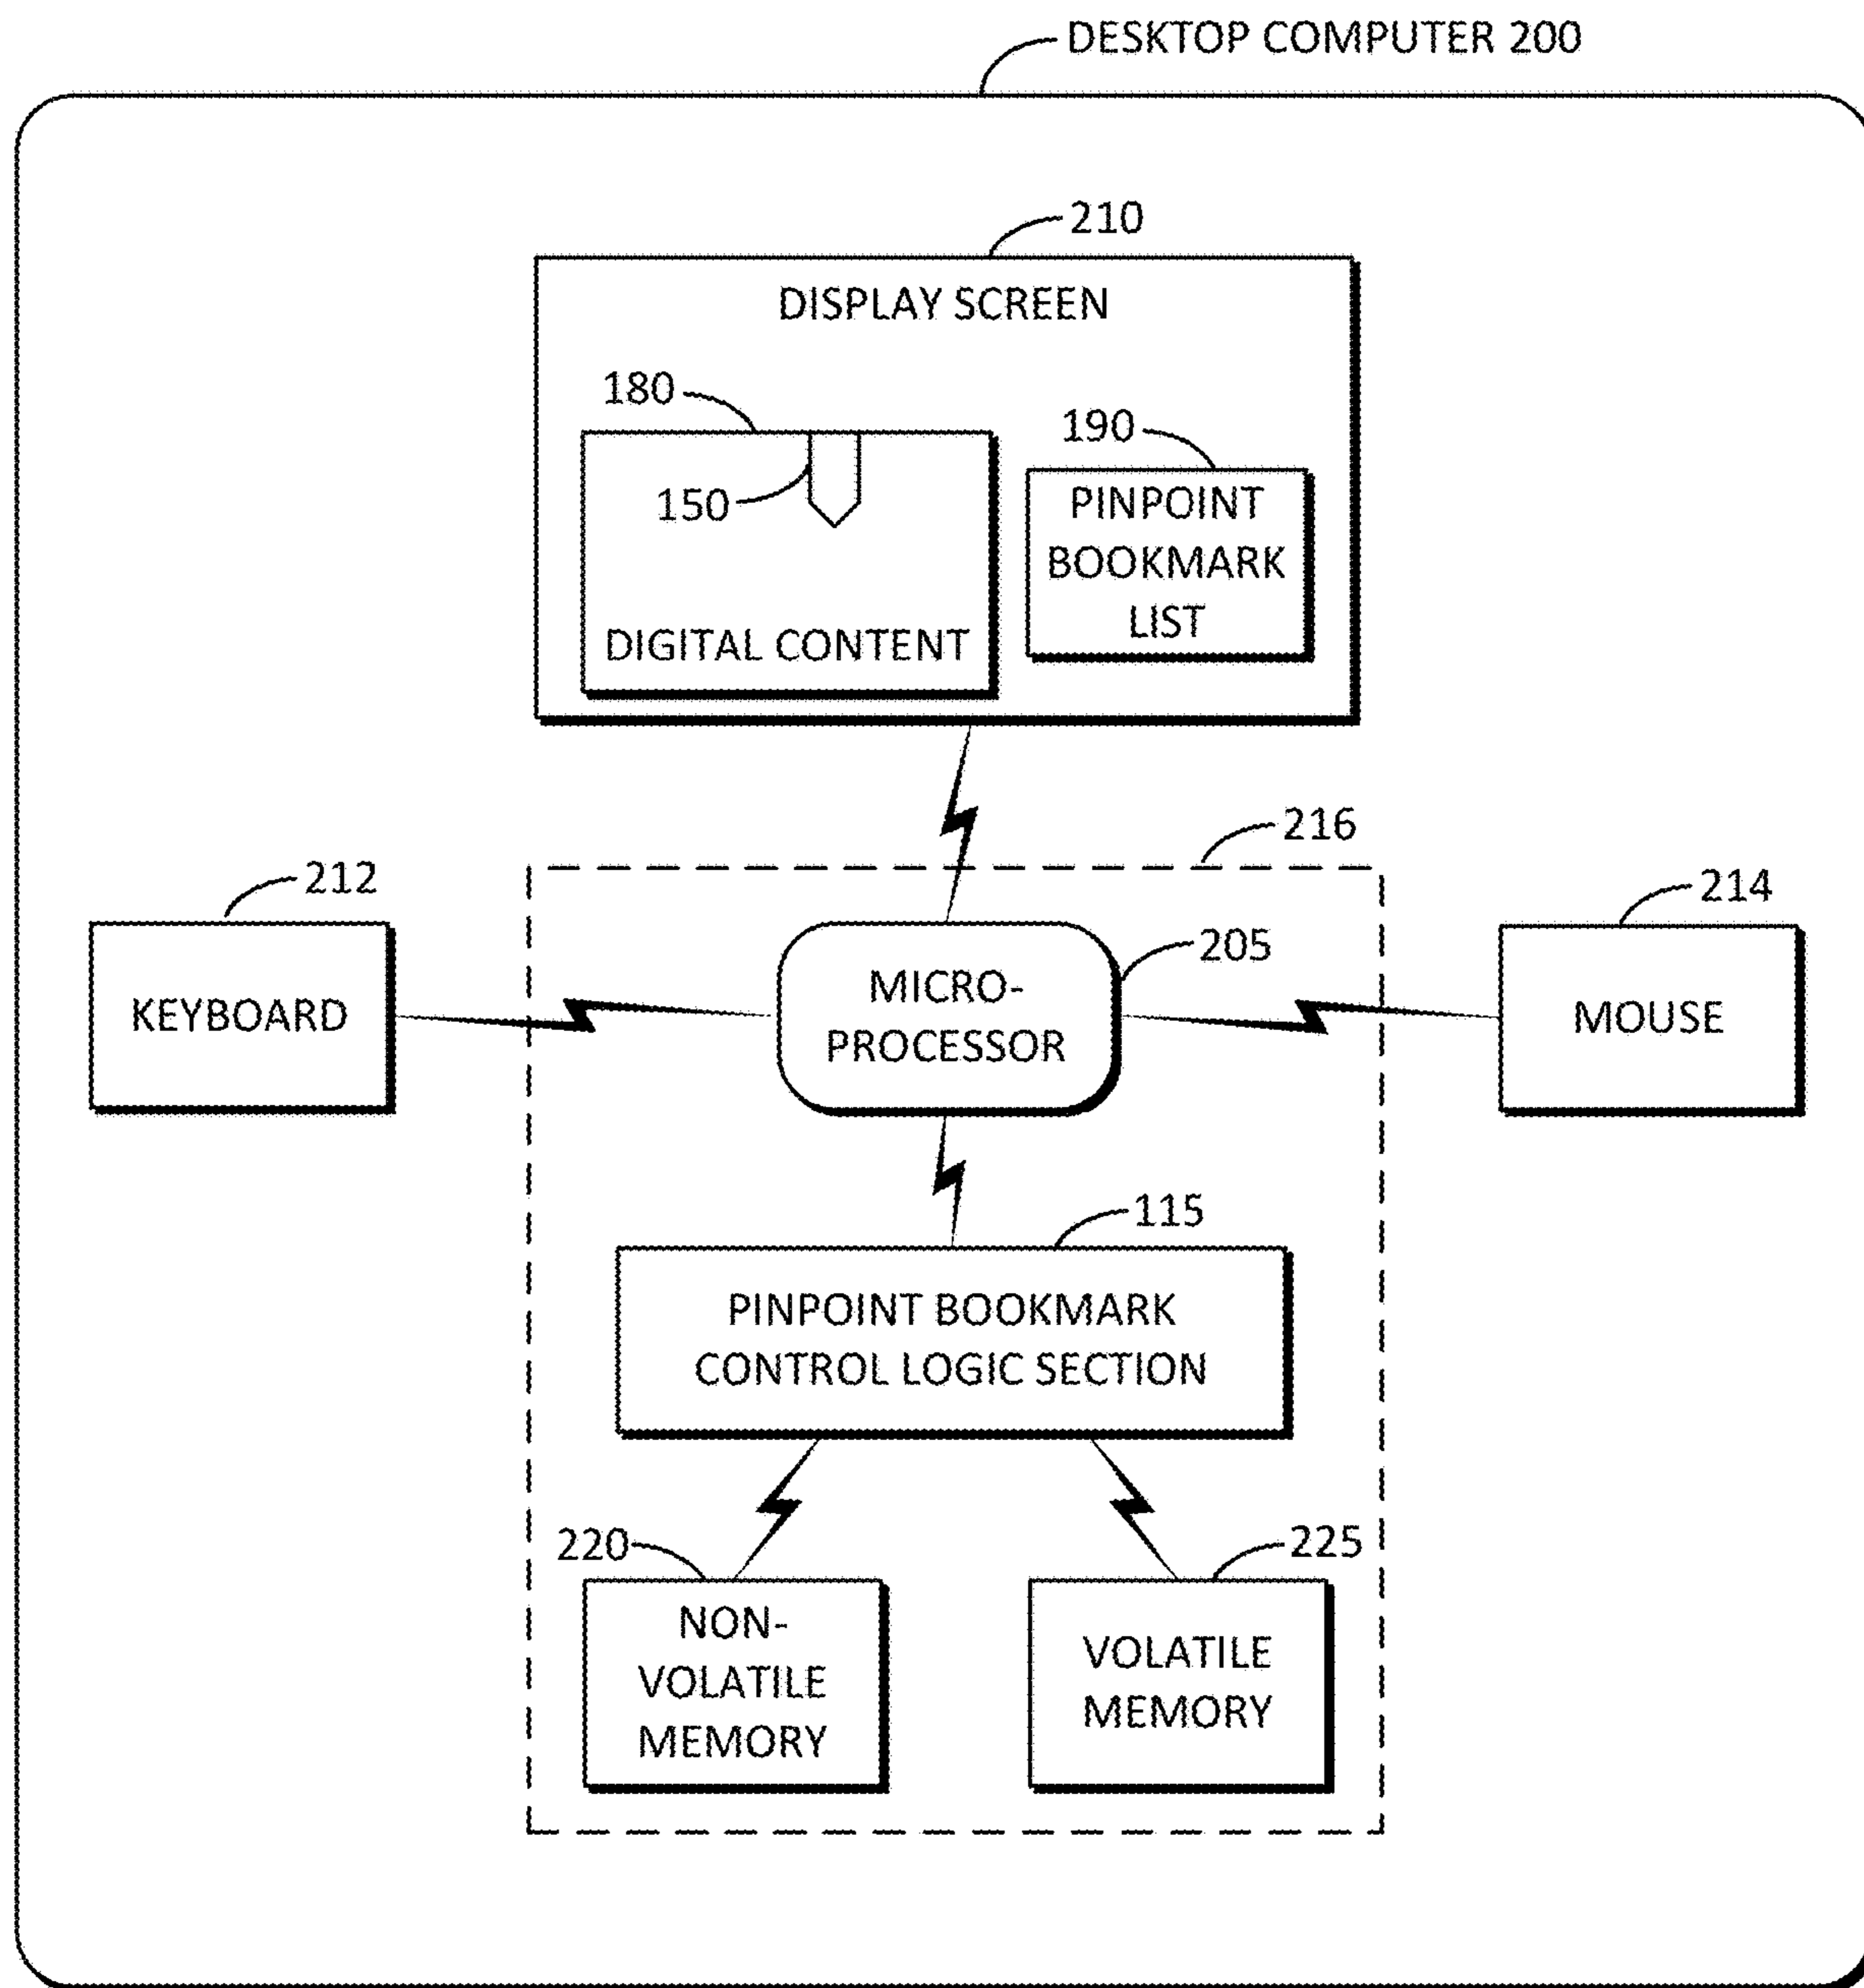 DESKTOP COMPUTER 200
210
DISPLAY SCREEN
180
190
150
PINPOINT
BOOKMARK
LIST
DIGITAL CONTENT
216
212
214
205
KEYBOARD
MICRO-
PROCESSOR
MOUSE
115
PINPOINT BOOKMARK
CONTROL LOGIC SECTION
220
225
NON-
VOLATILE
MEMORY
VOLATILE
MEMORY